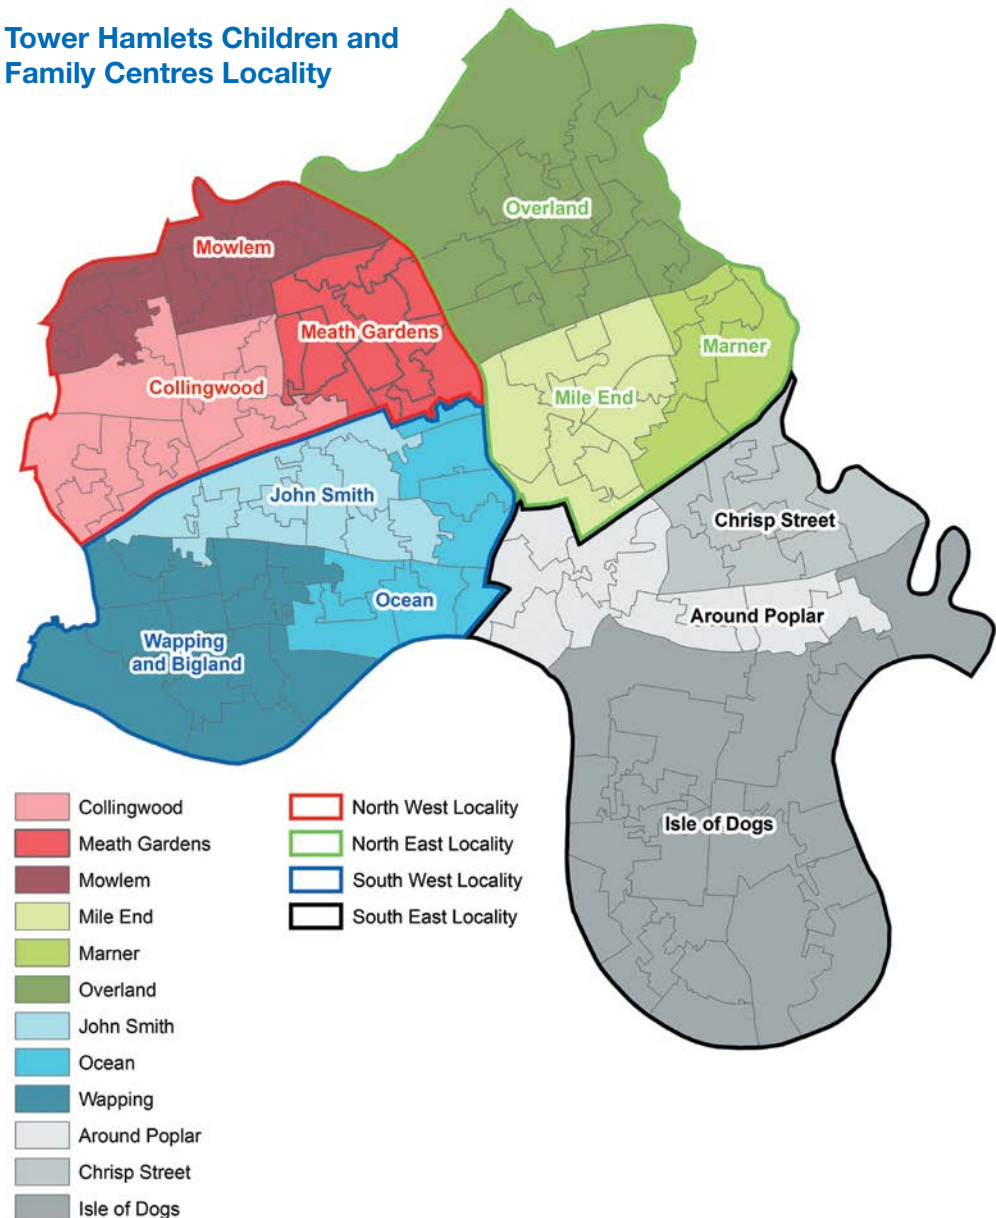 Tower Hamlets Children and
Family Centres Locality
Overland
Mowlem
Meath Gardens
Marner
Collingwood
Mile End
John Smith
Chrisp Street
Ocean
Around Poplar
Wapping
and Bigland
Isle of Dogs
Collingwood
Meath Gardens
Mowlem
Mile End
Marner
Overland
John Smith
Ocean
Wapping
Around Poplar
Chrisp Street
Isle of Dogs
North West Locality
North East Locality
South West Locality
South East Locality